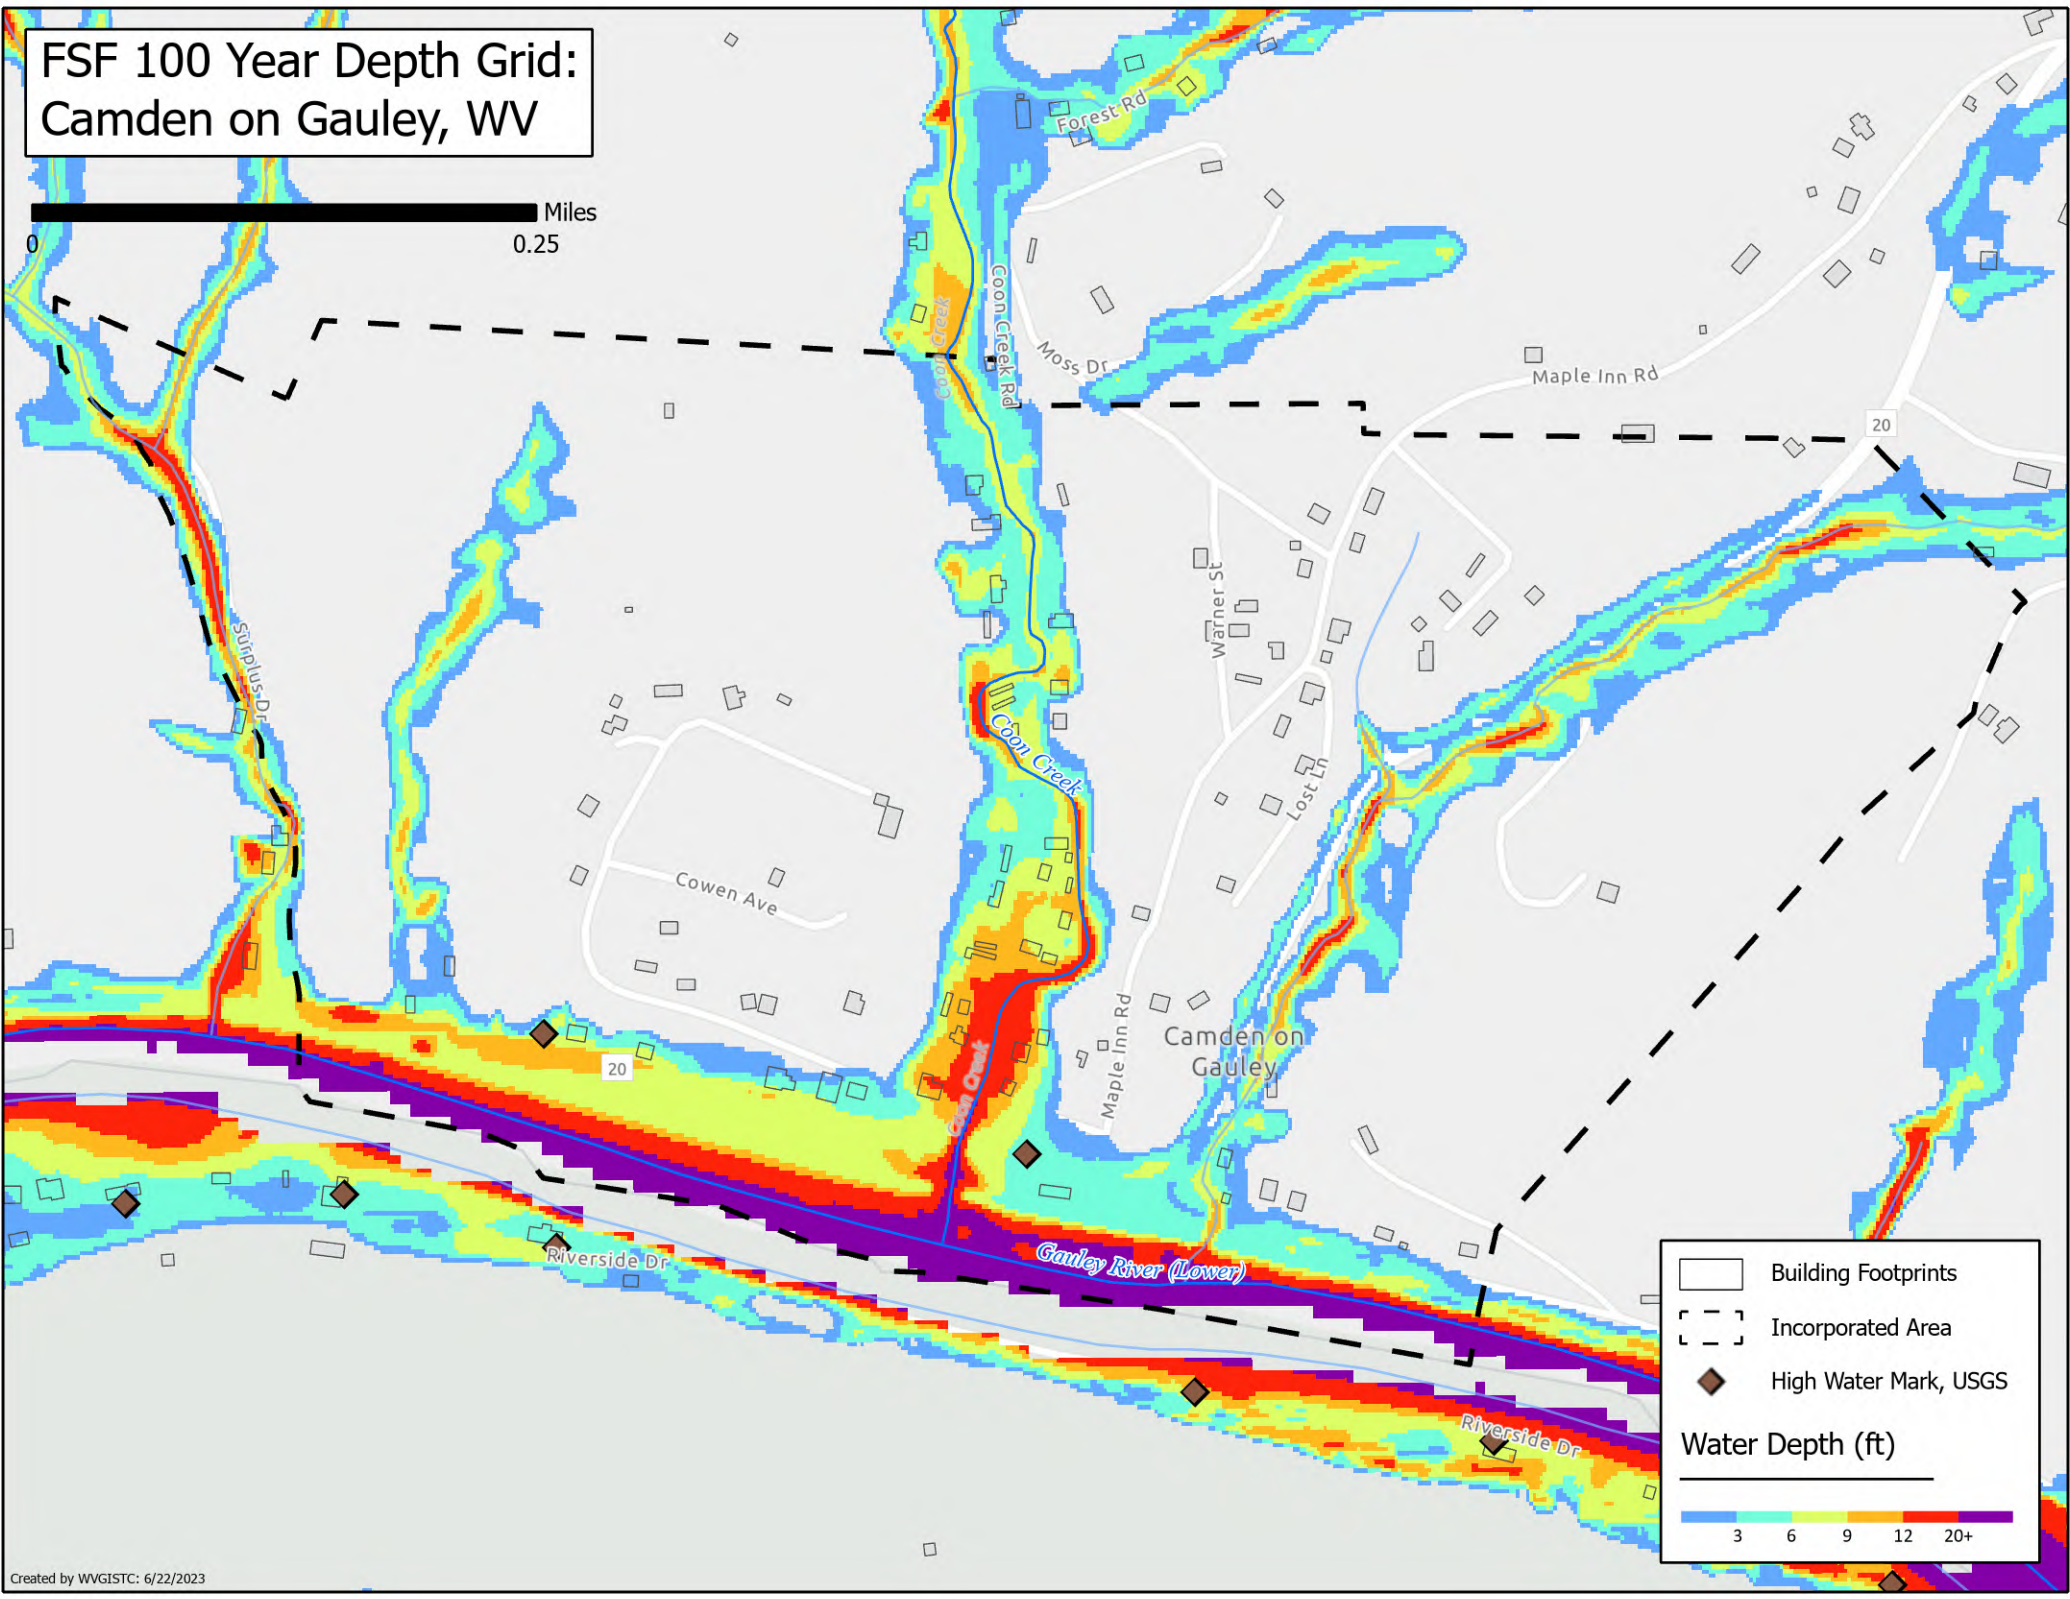 FSF 100 Year Depth Grid:
Camden on Gauley, WV
Miles
0
0.25
Forest Rd
Coon Creek
Coon Creek Rd
Moss Dr
Maple Inn Rd
20
Surplus Dr
Warner St
Coon Creek
Lost Ln
Cowen Ave
Maple Inn Rd
Camden on
Gauley
20
Coon Creek
Gauley River (Lower)
Riverside Dr
Riverside Dr
Building Footprints
Incorporated Area
High Water Mark, USGS
Water Depth (ft)
3
6
9
12
20+
Created by WVGISTC: 6/22/2023